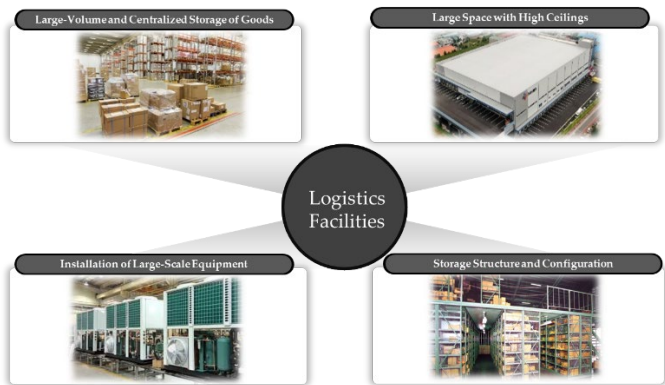 Large-Volume and Centralized Storage of Goods
Large Space with High Ceilings
Logistics
Facilities
Installation of Large-Scale Equipment
Storage Structure and Configuration